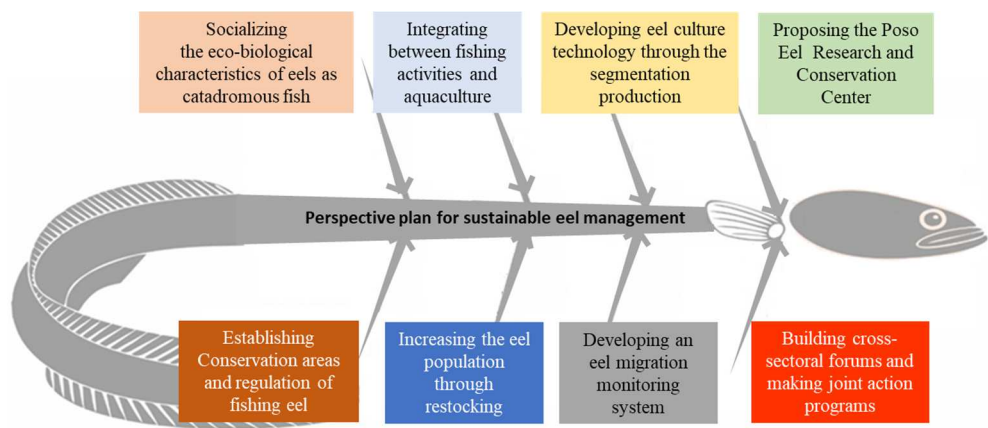 Socializing
the eco-biological
characteristics of eels as
catadromous fish
Integrating
between fishing
activities and
aquaculture
Developing eel culture
technology through the
segmentation
production
Proposing the Poso
Eel Research and
Conservation
Center
Perspective plan for sustainable eel management
Establishing
Conservation areas
and regulation of
fishing eel
Increasing the eel
population
through
restocking
Developing an
eel migration
monitoring
system
Building cross-
sectoral forums and
making joint action
programs